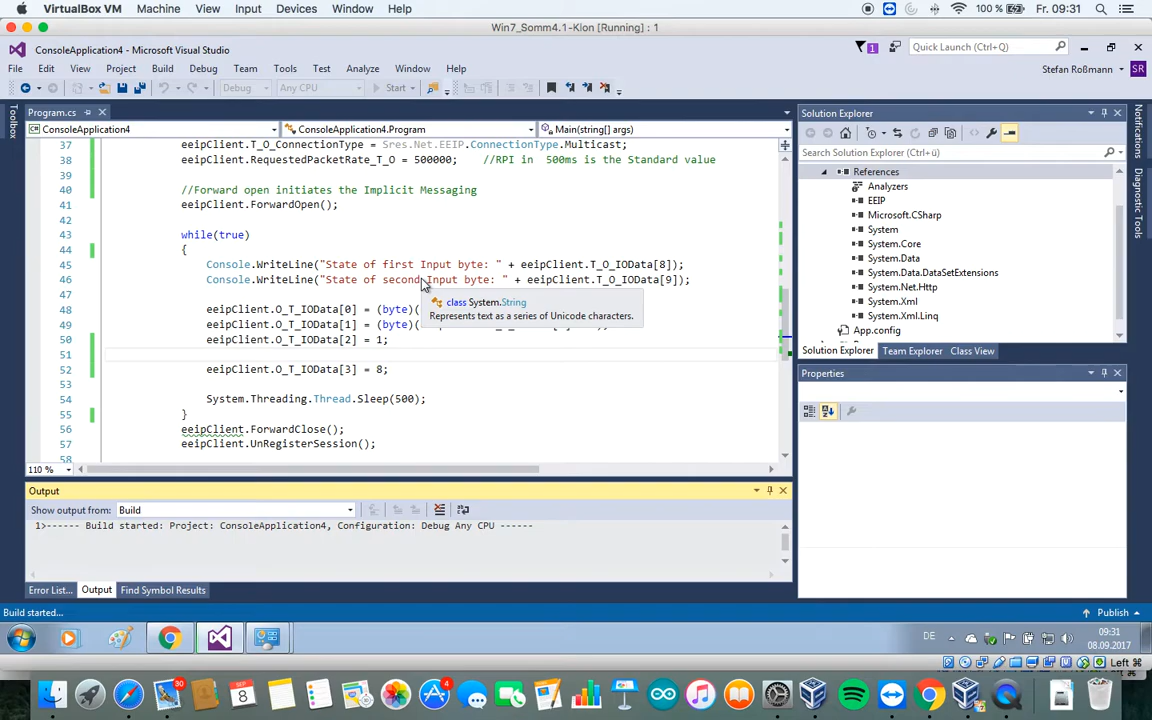 VirtualBox VM Machine View Input Devices Window Help 100 % Fr. 09:31
Win7_Somm4.1-Klon [Running] : 1
ConsoleApplication4 - Microsoft Visual Studio 1 Quick Launch (Ctrl+Q)
File Edit View Project Build Debug Team Tools Test Analyze Window Help Stefan Roßmann SR
Debug Any CPU Start
Toolbox
Program.cs
ConsoleApplication4 ConsoleApplication4.Program Main(string[] args)
37 eeipClient.T_O_ConnectionType = Sres.Net.EEIP.ConnectionType.Multicast;
38 eeipClient.RequestedPacketRate_T_O = 500000; //RPI in 500ms is the Standard value
39
40 //Forward open initiates the Implicit Messaging
41 eeipClient.ForwardOpen();
42
43 while(true)
44 {
45 Console.WriteLine("State of first Input byte: " + eeipClient.T_O_IOData[8]);
46 Console.WriteLine("State of second Input byte: " + eeipClient.T_O_IOData[9]);
47
class System.String
Represents text as a series of Unicode characters.
48 eeipClient.O_T_IOData[0] = (byte)(
49 eeipClient.O_T_IOData[1] = (byte)(
50 eeipClient.O_T_IOData[2] = 1;
51
52 eeipClient.O_T_IOData[3] = 8;
53
54 System.Threading.Thread.Sleep(500);
55 }
56 eeipClient.ForwardClose();
57 eeipClient.UnRegisterSession();
58
110 %
Solution Explorer
Search Solution Explorer (Ctrl+ü)
References
Analyzers
EEIP
Microsoft.CSharp
System
System.Core
System.Data
System.Data.DataSetExtensions
System.Net.Http
System.Xml
System.Xml.Linq
App.config
Solution Explorer Team Explorer Class View
Properties
Notifications
Diagnostic Tools
Output
Show output from: Build
1>------ Build started: Project: ConsoleApplication4, Configuration: Debug Any CPU ------
Error List... Output Find Symbol Results
Build started... Publish
DE 09:31
08.09.2017
Left ⌘
30
8